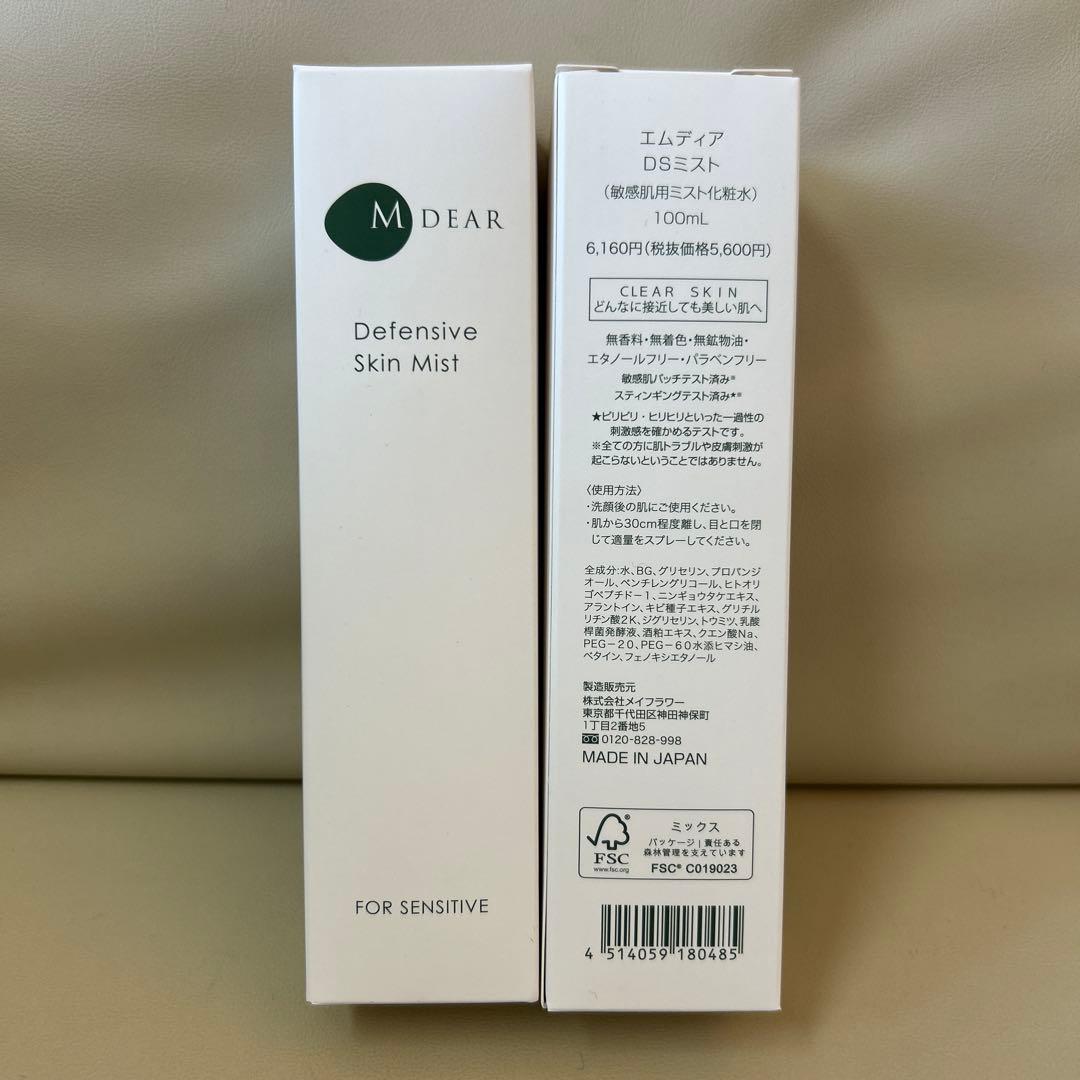 M DEAR
Defensive
Skin Mist
FOR SENSITIVE
エムディア
DSミスト
(敏感肌用ミスト化粧水)
100mL
6,160円(税抜価格5,600円)
CLEAR SKIN
どんなに接近しても美しい肌へ
無香料・無着色・無鉱物油・
エタノールフリー・パラベンフリー
敏感肌パッチテスト済み※
スティンギングテスト済み★※
★ピリピリ・ヒリヒリといった一過性の
刺激感を確かめるテストです。
※全ての方に肌トラブルや皮膚刺激が
起こらないということではありません。
〈使用方法〉
・洗顔後の肌にご使用ください。
・肌から30cm程度離し、目と口を閉
じて適量をスプレーしてください。
全成分:水、BG、グリセリン、プロパンジ
オール、ペンチレングリコール、ヒトオリ
ゴペプチド-1、ニンギョウタケエキス、
アラントイン、キビ種子エキス、グリチル
リチン酸2K、ジグリセリン、トウミツ、乳酸
桿菌発酵液、酒粕エキス、クエン酸Na、
PEG-20、PEG-60水添ヒマシ油、
ベタイン、フェノキシエタノール
製造販売元
株式会社メイフラワー
東京都千代田区神田神保町
1丁目2番地5
0120-828-998
MADE IN JAPAN
FSC®
www.fsc.org
ミックス
パッケージ|責任ある
森林管理を支えています
FSC® C019023
4 514059 180485